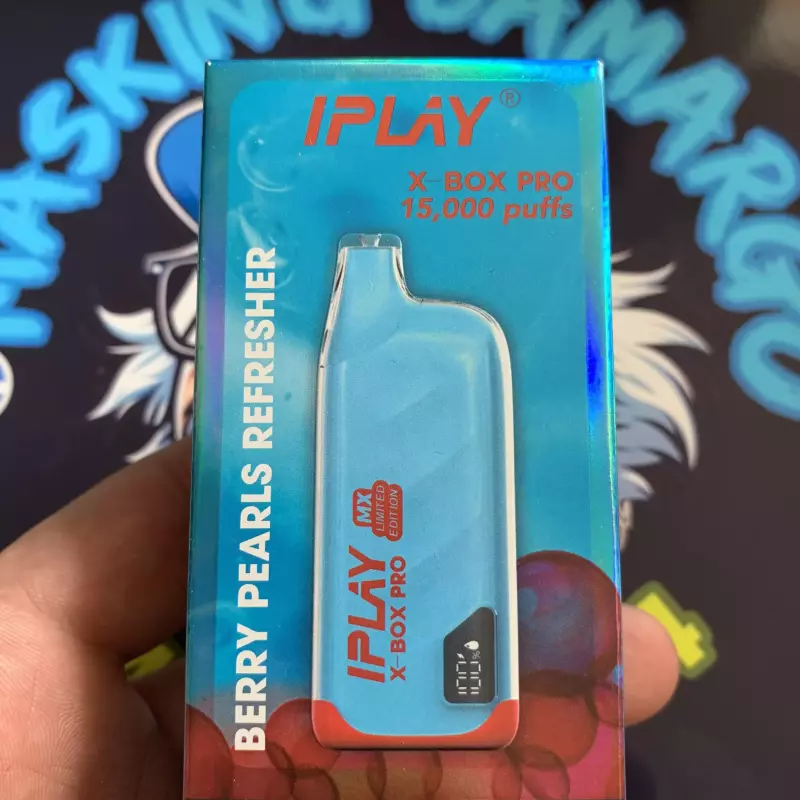 MASKING CAMARGO
IPLAY®
X-BOX PRO
15,000 puffs
BERRY PEARLS REFRESHER
IPLAY
X-BOX PRO
MX
LIMITED
EDITION
100%